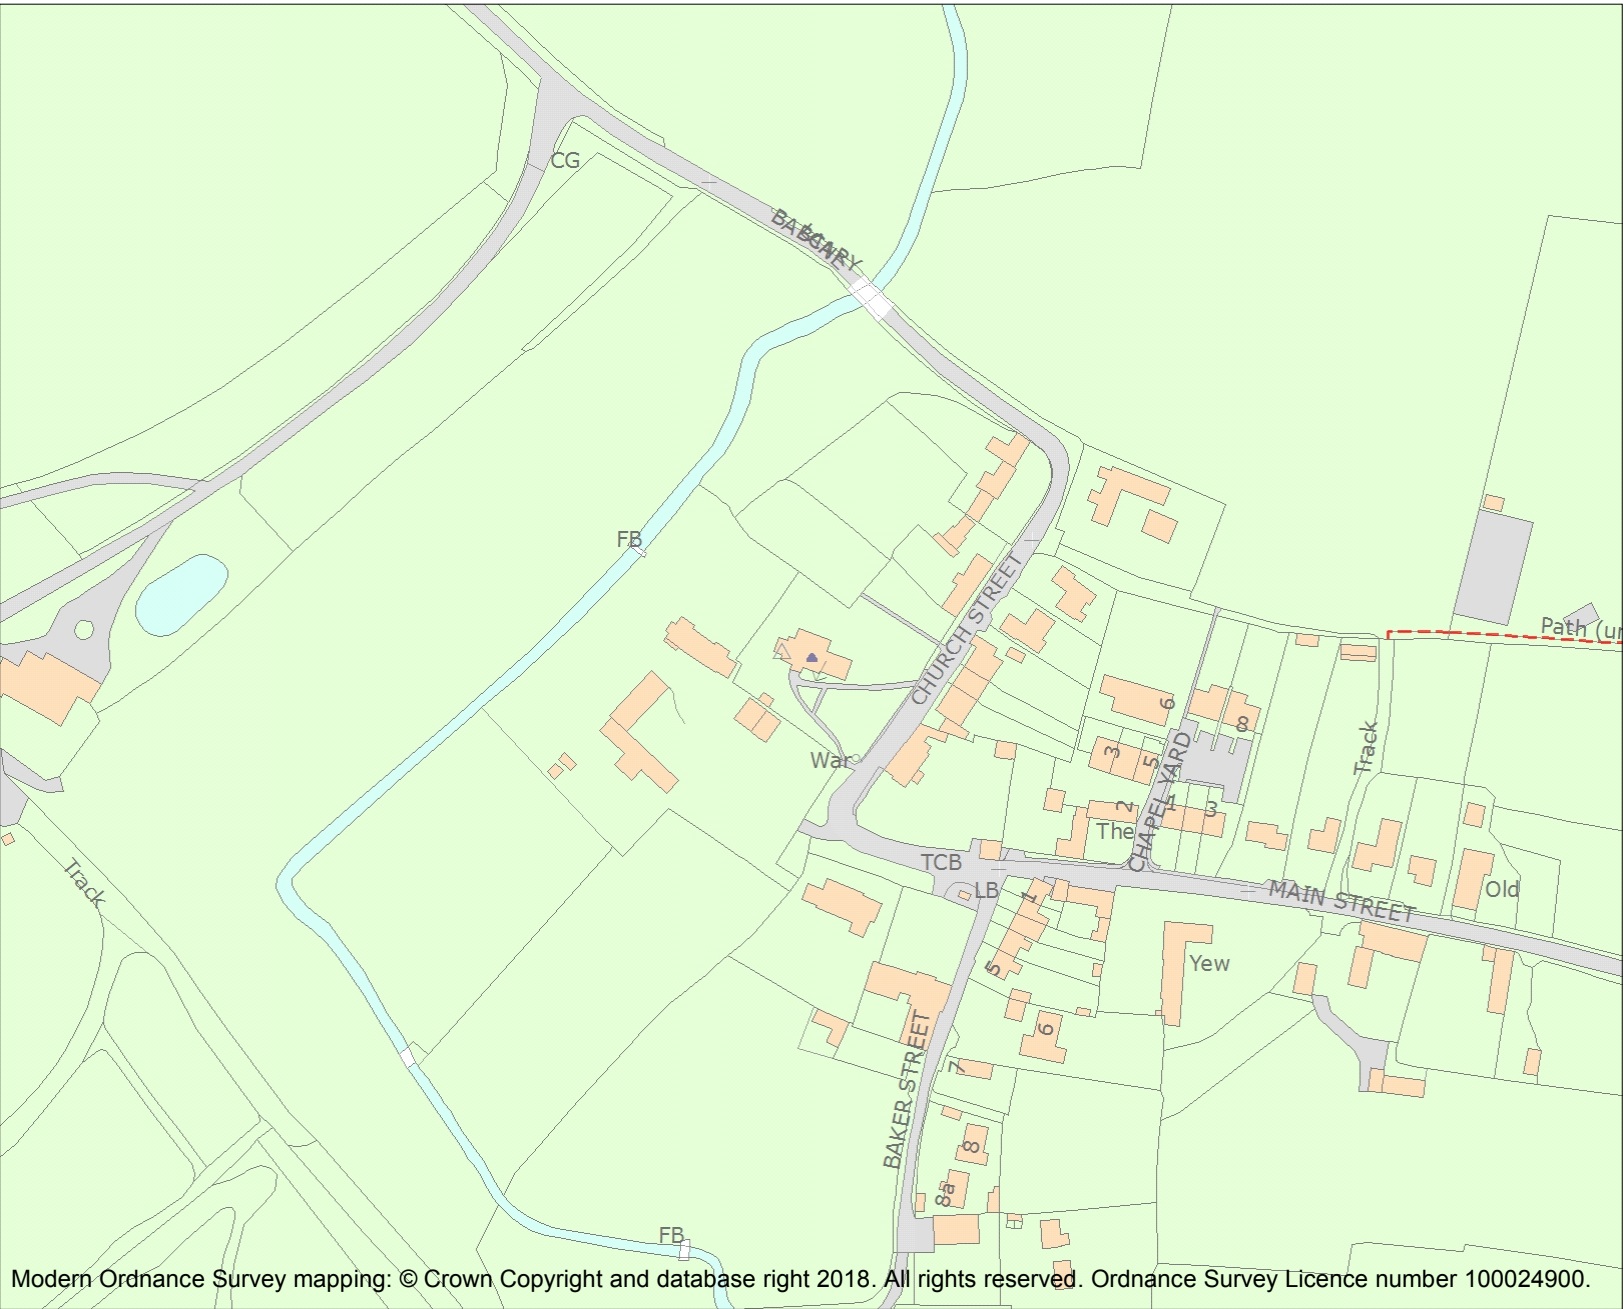 CG
FB
CHURCH STREET
Path (un
War
6
8
3
5
CHAPEL YARD
Track
2
1
3
The
TCB
LB
MAIN STREET
Old
Track
1
5
Yew
6
7
BAKER STREET
8
8a
FB
Modern Ordnance Survey mapping: © Crown Copyright and database right 2018. All rights reserved. Ordnance Survey Licence number 100024900.